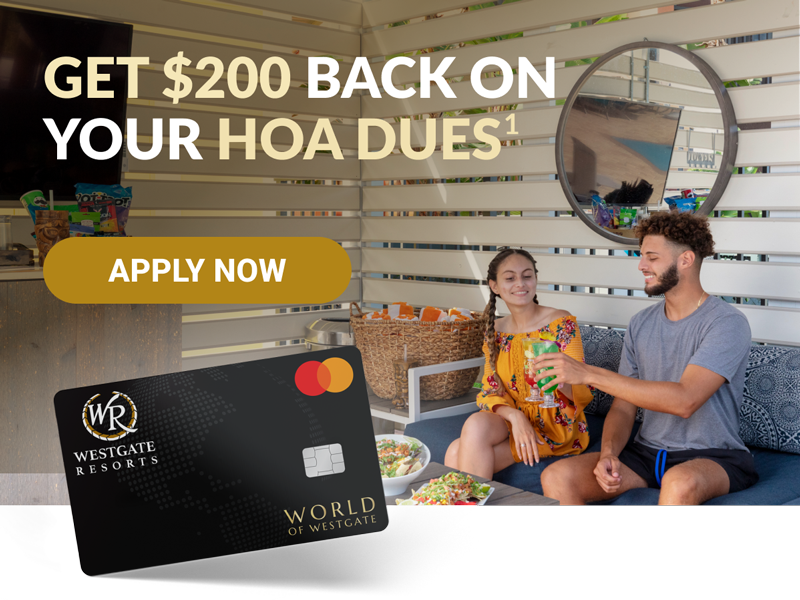 GET $200 BACK ON
YOUR HOA DUES¹
APPLY NOW
WR
WESTGATE
RESORTS
WORLD
OF WESTGATE